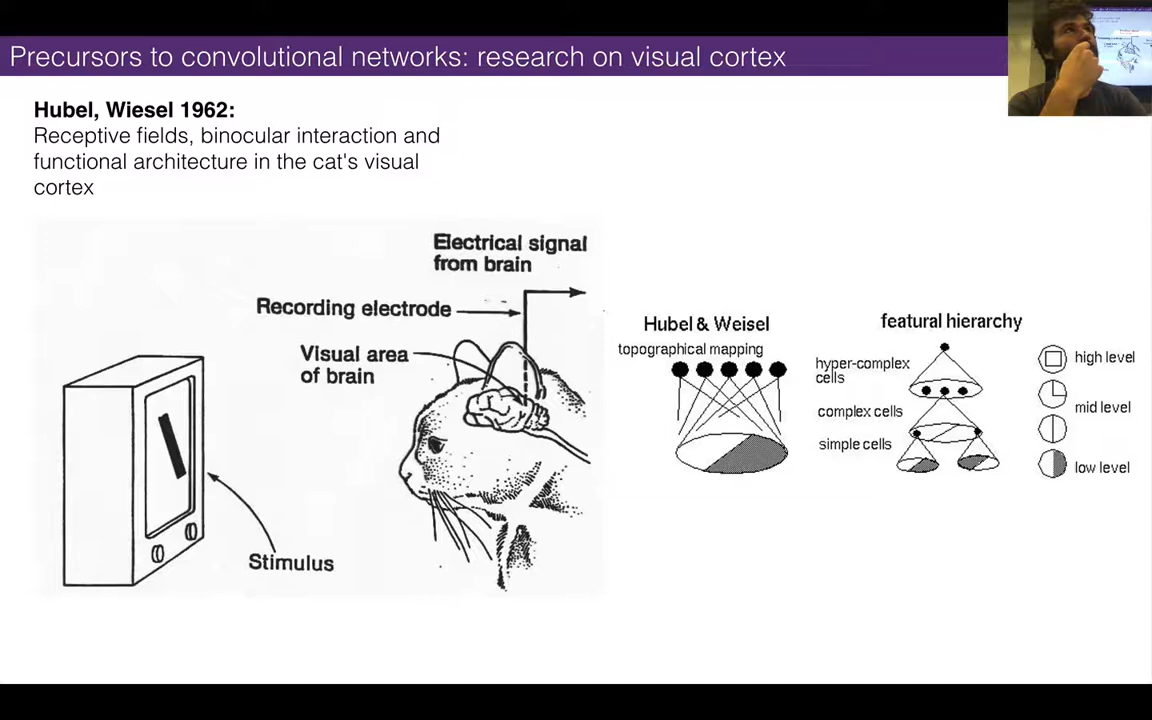 Precursors to convolutional networks: research on visual cortex
Hubel, Wiesel 1962:
Receptive fields, binocular interaction and
functional architecture in the cat's visual
cortex
Electrical signal
from brain
Recording electrode
Visual area
of brain
Stimulus
Hubel & Weisel
topographical mapping
featural hierarchy
hyper-complex
cells
complex cells
simple cells
high level
mid level
low level